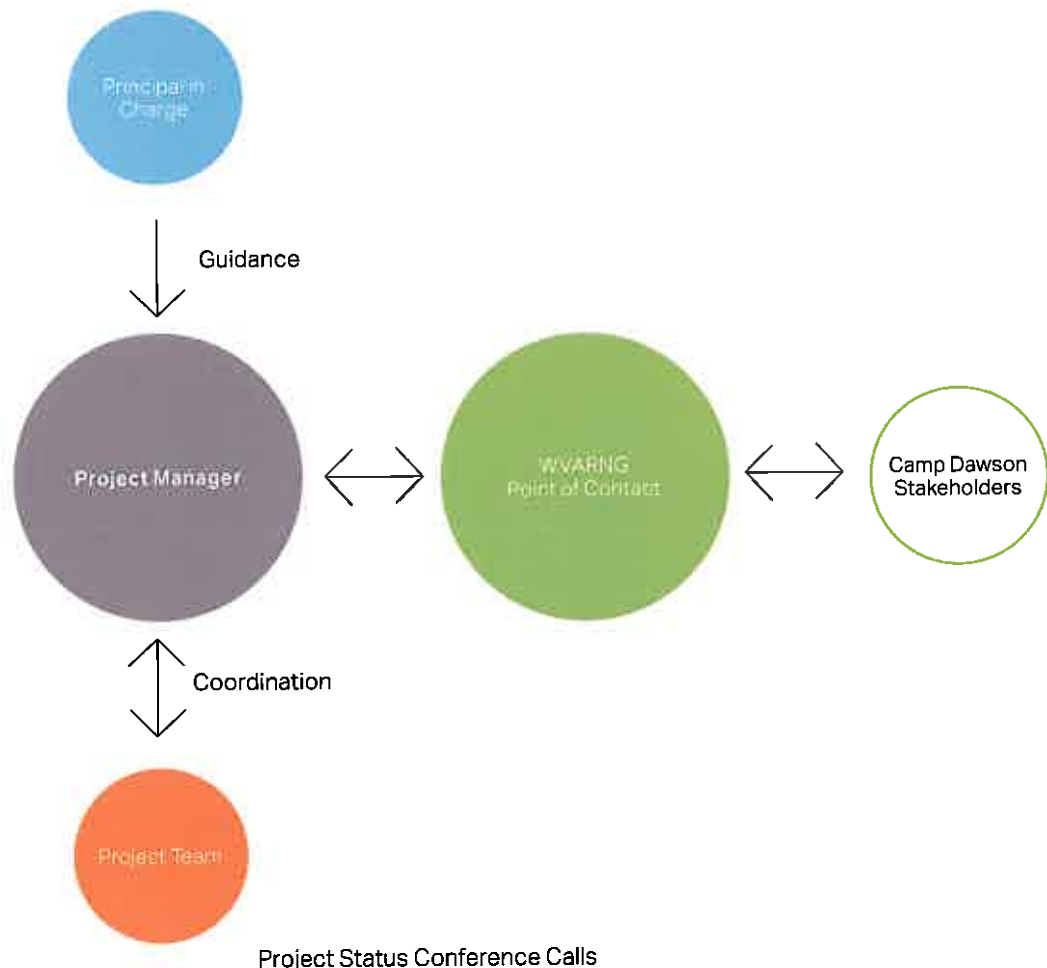 Principal in
Charge
Guidance
Project Manager
WVARNG
Point of Contact
Camp Dawson
Stakeholders
Coordination
Project Team
Project Status Conference Calls